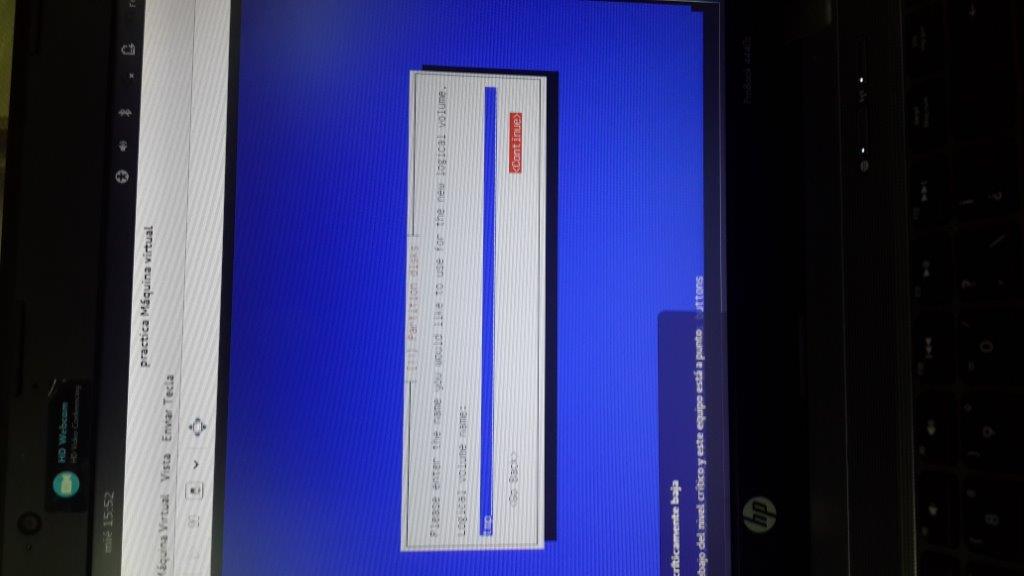 HD Webcam
HD Video Conferencing
mié 15:52
practica Máquina virtual
Máquina Virtual Vista Enviar Tecla
[!!] Partition disks
Please enter the name you would like to use for the new logical volume.
Logical volume name:
<Go Back>
<Continue>
críticamente baja
bajo del nivel crítico y este equipo está a punto
uttons
hp
ProBook